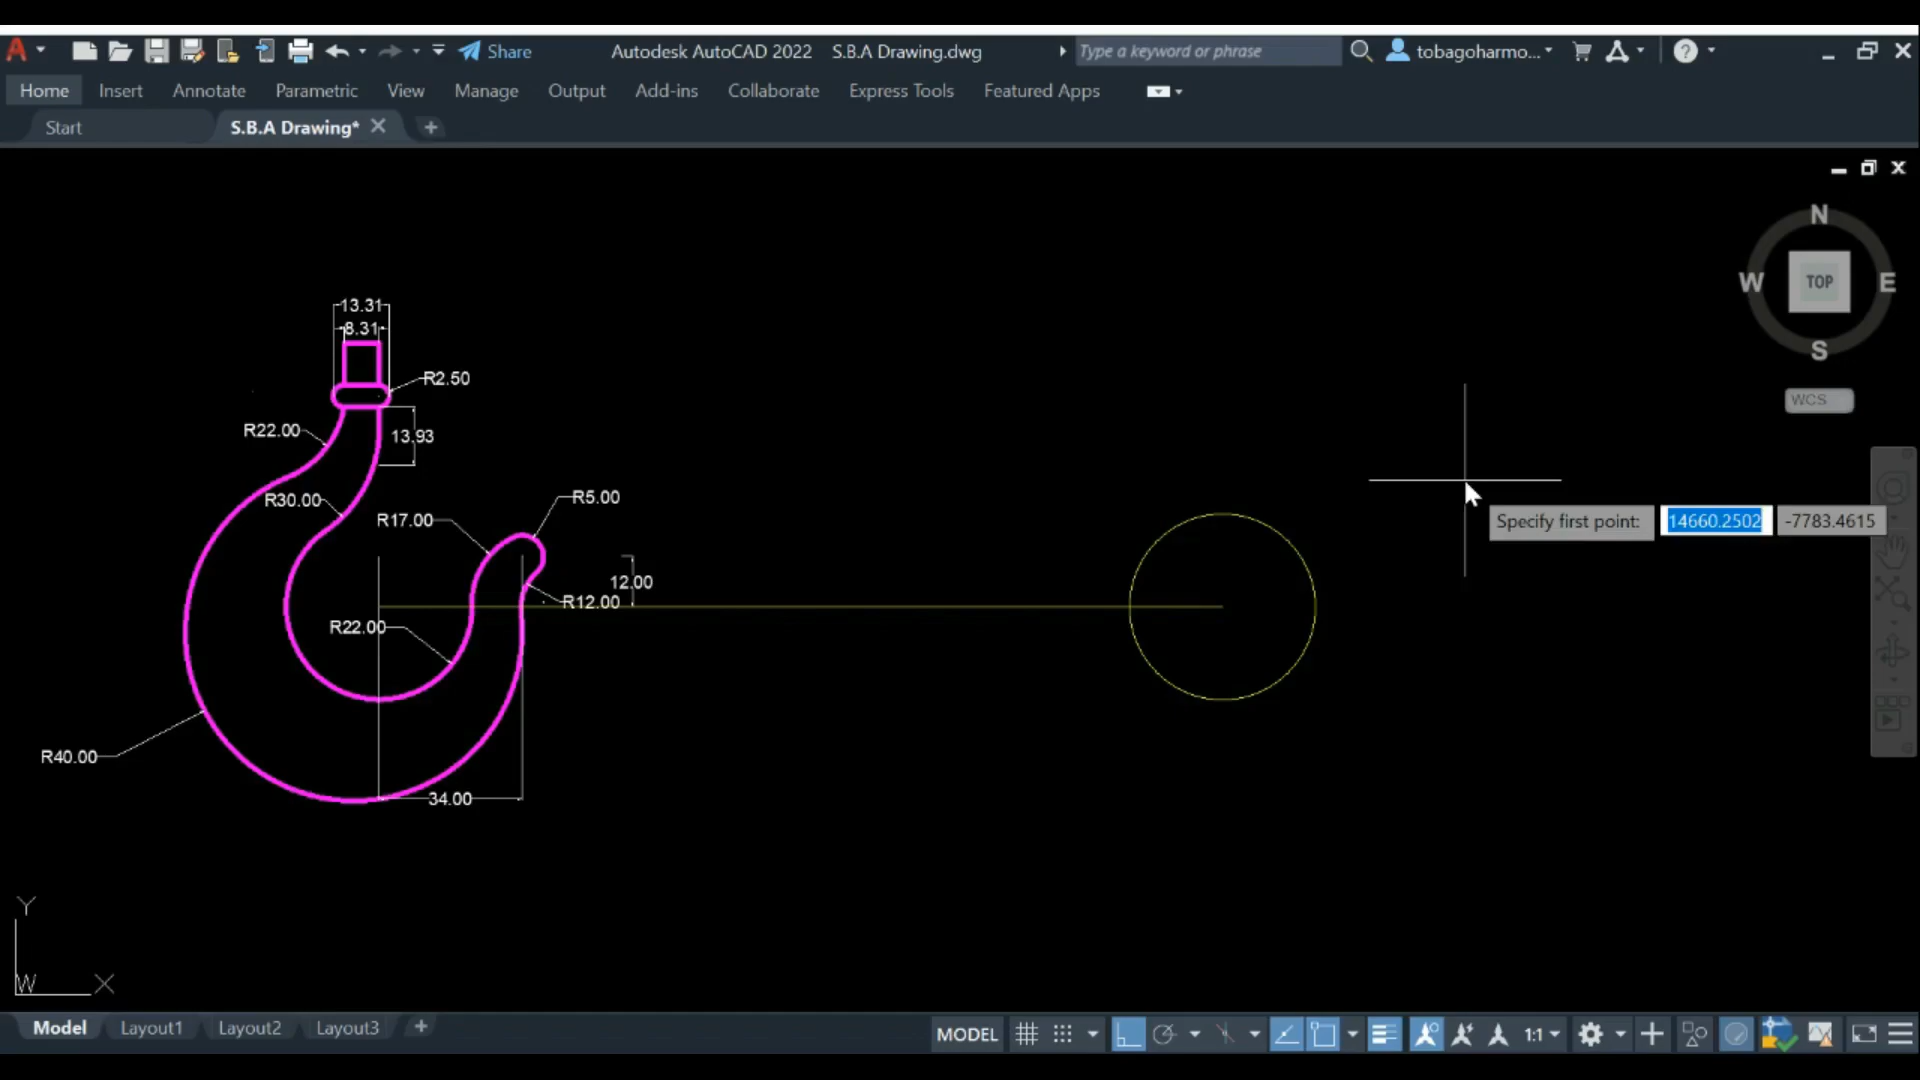 A Share Autodesk AutoCAD 2022 S.B.A Drawing.dwg Type a keyword or phrase tobagoharmo... ?
Home Insert Annotate Parametric View Manage Output Add-ins Collaborate Express Tools Featured Apps
Start S.B.A Drawing*
N
W TOP E
S
WCS
13.31
8.31
R2.50
R22.00
13.93
R30.00
R17.00
R5.00
12.00
R12.00
R22.00
R40.00
34.00
Specify first point: 14660.2502 -7783.4615
Y
W X
Model Layout1 Layout2 Layout3 MODEL 1:1